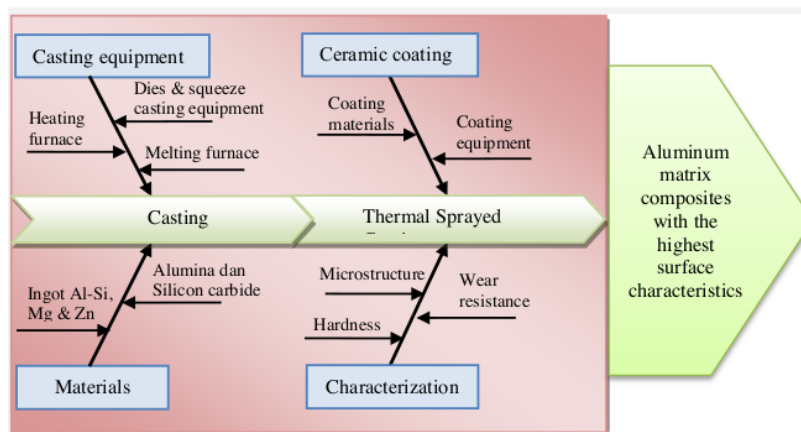 Casting equipment
Dies & squeeze
casting equipment
Heating
furnace
Melting furnace
Ceramic coating
Coating
materials
Coating
equipment
Casting
Thermal Sprayed
Ingot Al-Si,
Mg & Zn
Alumina dan
Silicon carbide
Materials
Microstructure
Wear
resistance
Hardness
Characterization
Aluminum
matrix
composites
with the
highest
surface
characteristics